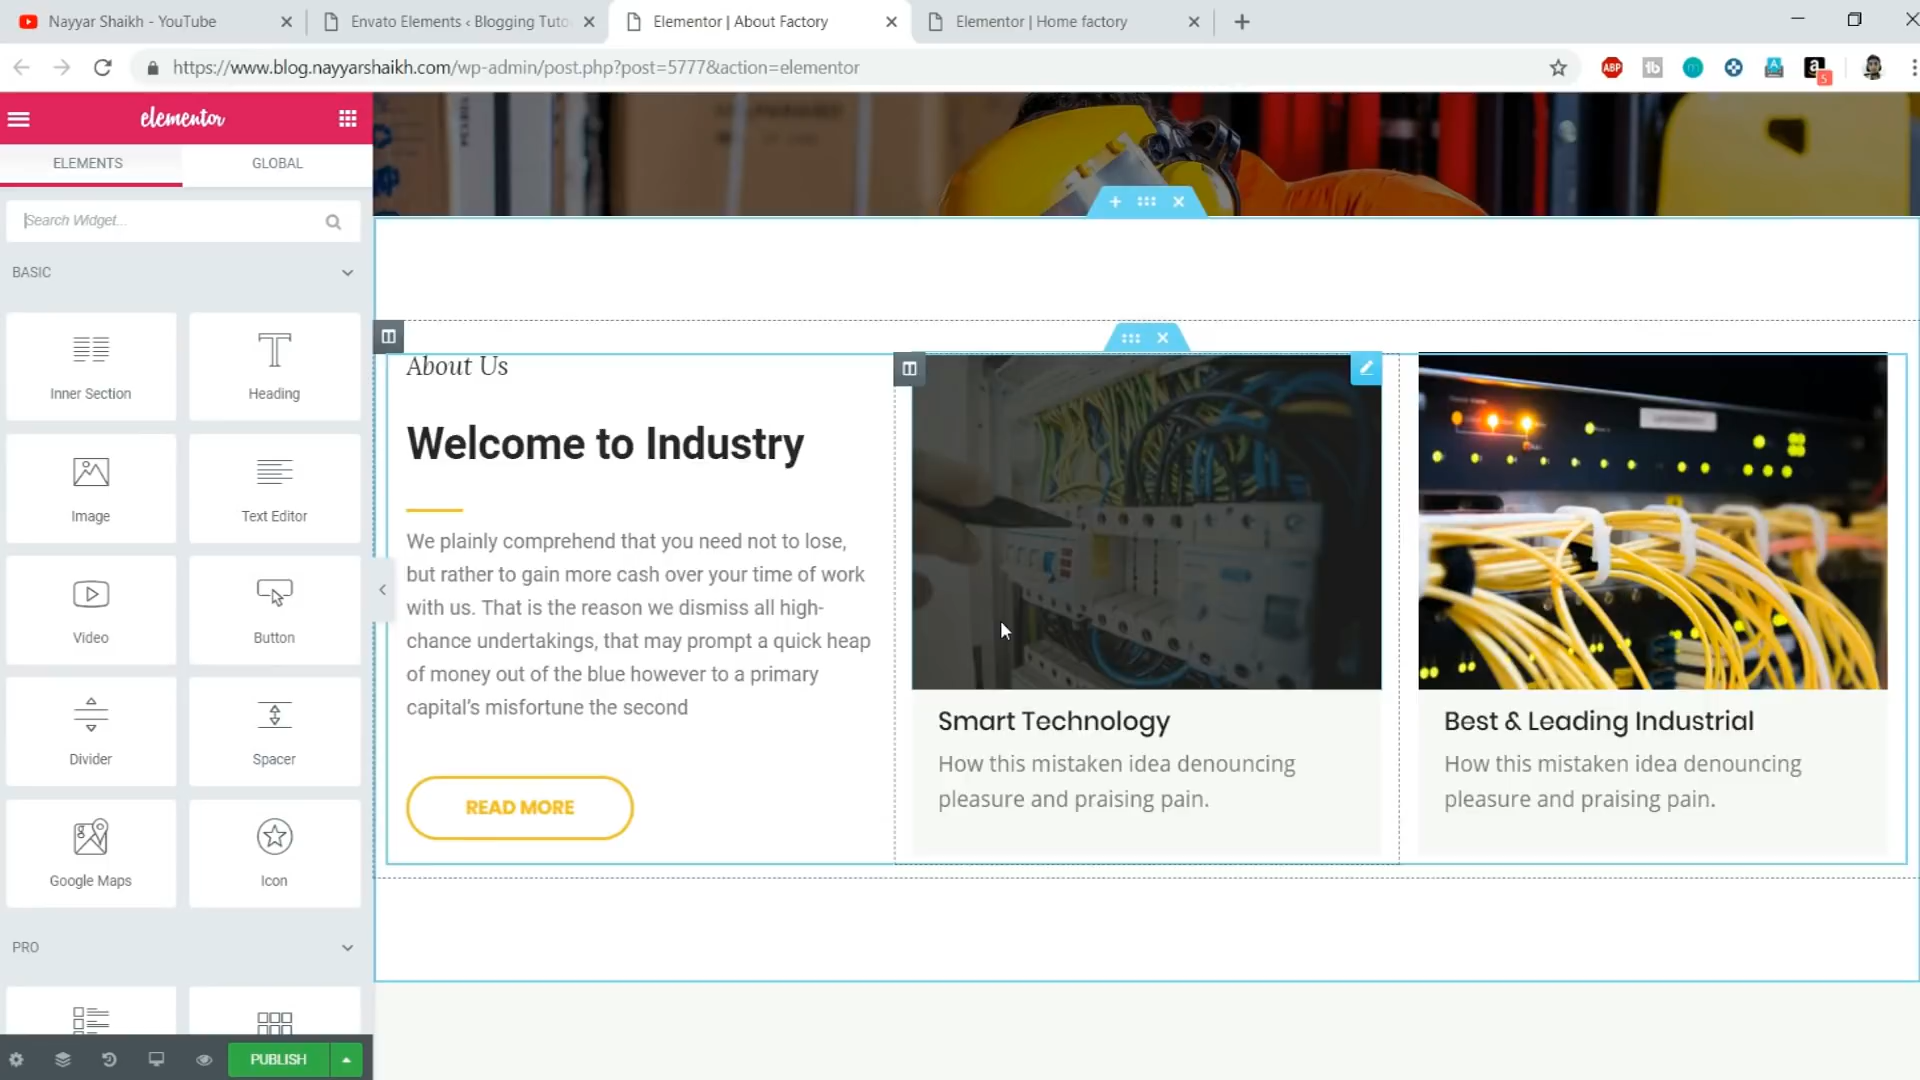 Nayyar Shaikh - YouTube
Envato Elements ‹ Blogging Tuto
Elementor | About Factory
Elementor | Home factory
https://www.blog.nayyarshaikh.com/wp-admin/post.php?post=5777&action=elementor
ABP
tb
a
5
elementor
ELEMENTS
GLOBAL
Search Widget...
BASIC
Inner Section
Heading
Image
Text Editor
Video
Button
Divider
Spacer
Google Maps
Icon
PRO
PUBLISH
About Us
Welcome to Industry
We plainly comprehend that you need not to lose,
but rather to gain more cash over your time of work
with us. That is the reason we dismiss all high-
chance undertakings, that may prompt a quick heap
of money out of the blue however to a primary
capital's misfortune the second
READ MORE
Smart Technology
How this mistaken idea denouncing
pleasure and praising pain.
Best & Leading Industrial
How this mistaken idea denouncing
pleasure and praising pain.